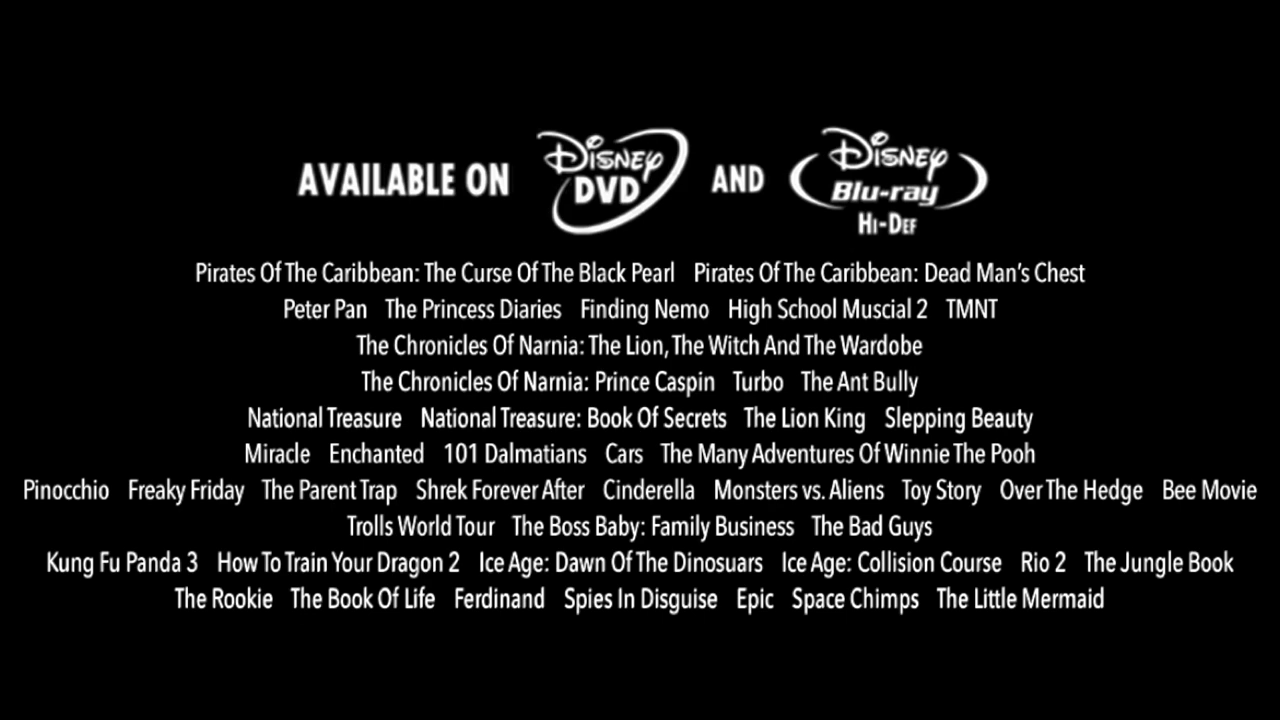 AVAILABLE ON DISNEY DVD AND DISNEY Blu-ray HI-DEF
Pirates Of The Caribbean: The Curse Of The Black Pearl Pirates Of The Caribbean: Dead Man's Chest
Peter Pan The Princess Diaries Finding Nemo High School Muscial 2 TMNT
The Chronicles Of Narnia: The Lion, The Witch And The Wardobe
The Chronicles Of Narnia: Prince Caspin Turbo The Ant Bully
National Treasure National Treasure: Book Of Secrets The Lion King Slepping Beauty
Miracle Enchanted 101 Dalmatians Cars The Many Adventures Of Winnie The Pooh
Pinocchio Freaky Friday The Parent Trap Shrek Forever After Cinderella Monsters vs. Aliens Toy Story Over The Hedge Bee Movie
Trolls World Tour The Boss Baby: Family Business The Bad Guys
Kung Fu Panda 3 How To Train Your Dragon 2 Ice Age: Dawn Of The Dinosuars Ice Age: Collision Course Rio 2 The Jungle Book
The Rookie The Book Of Life Ferdinand Spies In Disguise Epic Space Chimps The Little Mermaid